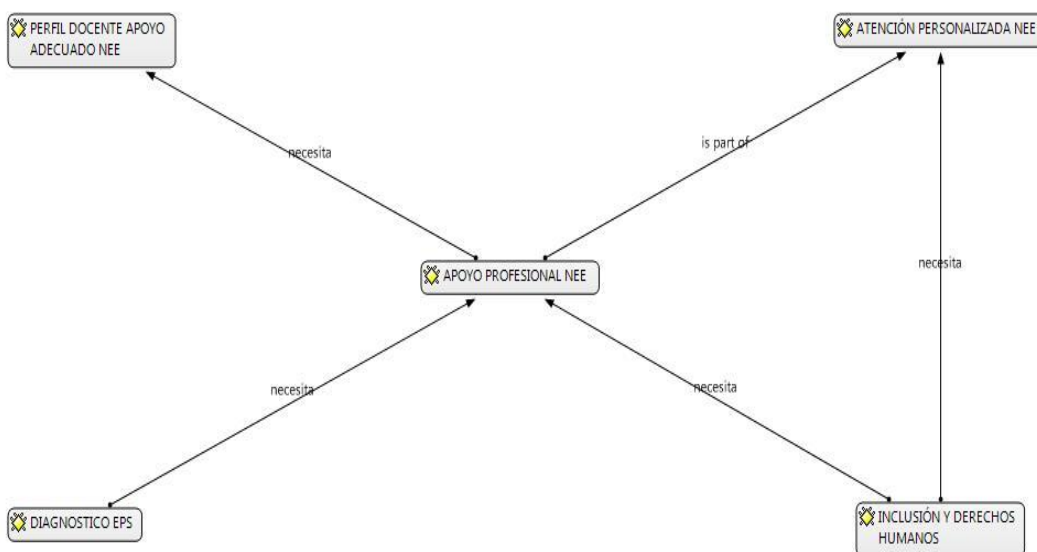 PERFIL DOCENTE APOYO
ADECUADO NEE
ATENCIÓN PERSONALIZADA NEE
is part of
necesita
APOYO PROFESIONAL NEE
necesita
necesita
necesita
DIAGNOSTICO EPS
INCLUSIÓN Y DERECHOS
HUMANOS